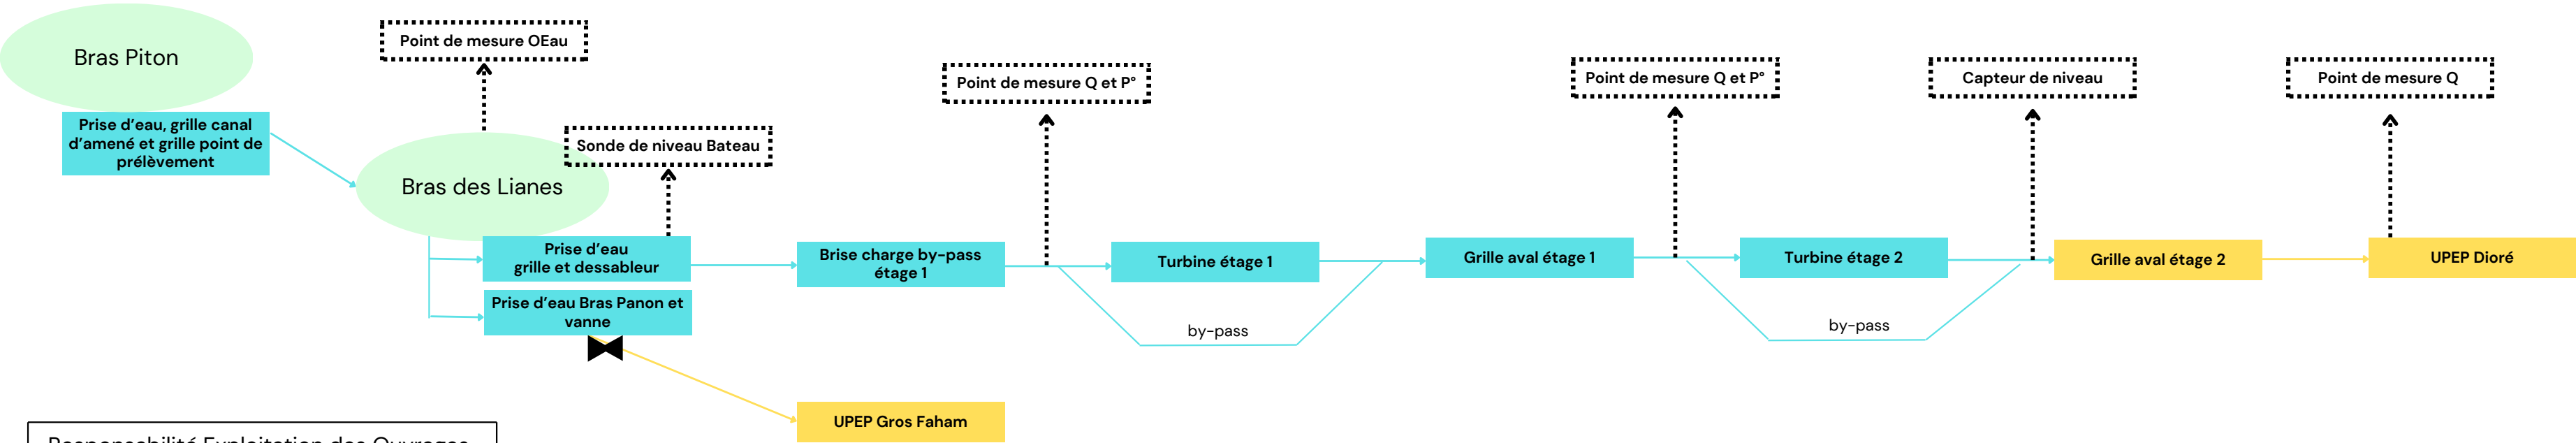 Bras Piton
Prise d’eau, grille canal
d’amené et grille point de
prélèvement
Point de mesure OEau
Bras des Lianes
Sonde de niveau Bateau
Prise d’eau
grille et dessableur
Prise d’eau Bras Panon et
vanne
Brise charge by-pass
étage 1
Point de mesure Q et P°
Turbine étage 1
by-pass
Grille aval étage 1
Point de mesure Q et P°
Turbine étage 2
by-pass
Capteur de niveau
Grille aval étage 2
Point de mesure Q
UPEP Dioré
UPEP Gros Faham
Responsabilité Exploitation des Ouvrages